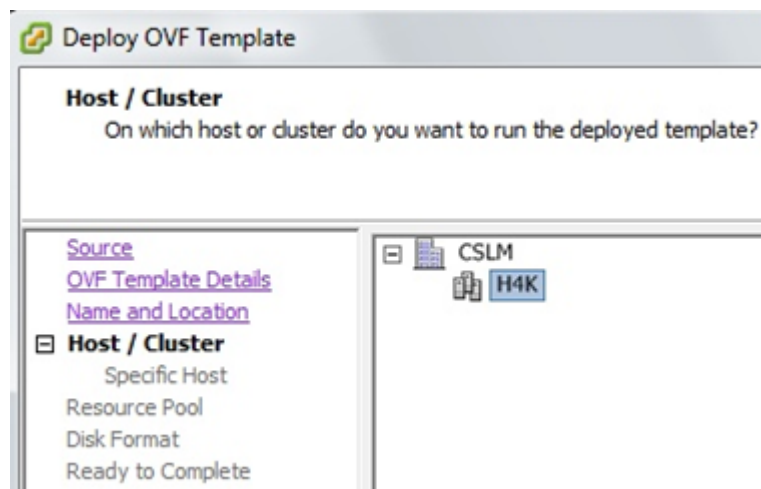 Deploy OVF Template
Host / Cluster
On which host or cluster do you want to run the deployed template?
Source
OVF Template Details
Name and Location
Host / Cluster
Specific Host
Resource Pool
Disk Format
Ready to Complete
CSLM
H4K